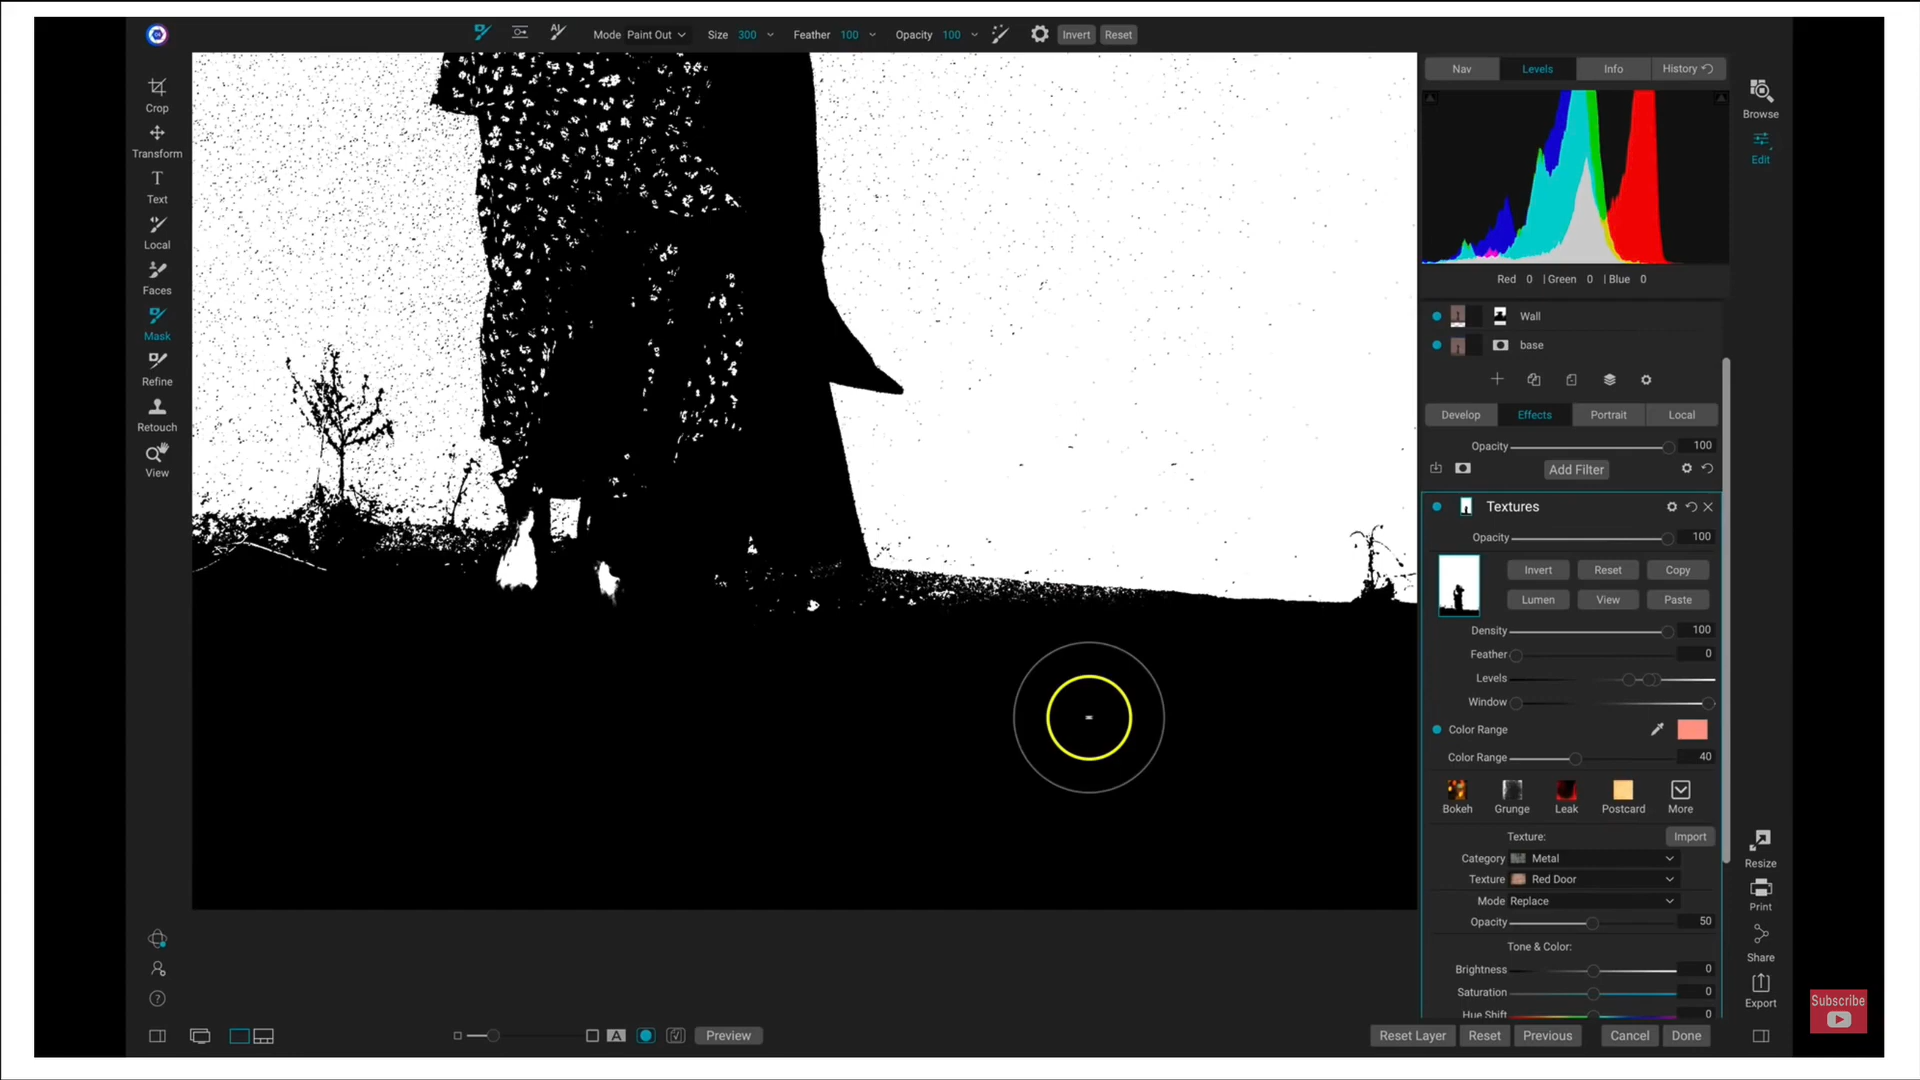 Mode Paint Out Size 300 Feather 100 Opacity 100 Invert Reset
Crop
Transform
Text
Local
Faces
Mask
Refine
Retouch
View
Nav Levels Info History
Red 0 | Green 0 | Blue 0
Wall
base
Develop Effects Portrait Local
Opacity 100
Add Filter
Textures
Opacity 100
Invert Reset Copy
Lumen View Paste
Density 100
Feather 0
Levels
Window
Color Range
Color Range 40
Bokeh Grunge Leak Postcard More
Texture: Import
Category Metal
Texture Red Door
Mode Replace
Opacity 50
Tone & Color:
Brightness 0
Saturation 0
Hue Shift 0
Browse
Edit
Resize
Print
Share
Export
Subscribe
A Preview
Reset Layer Reset Previous Cancel Done